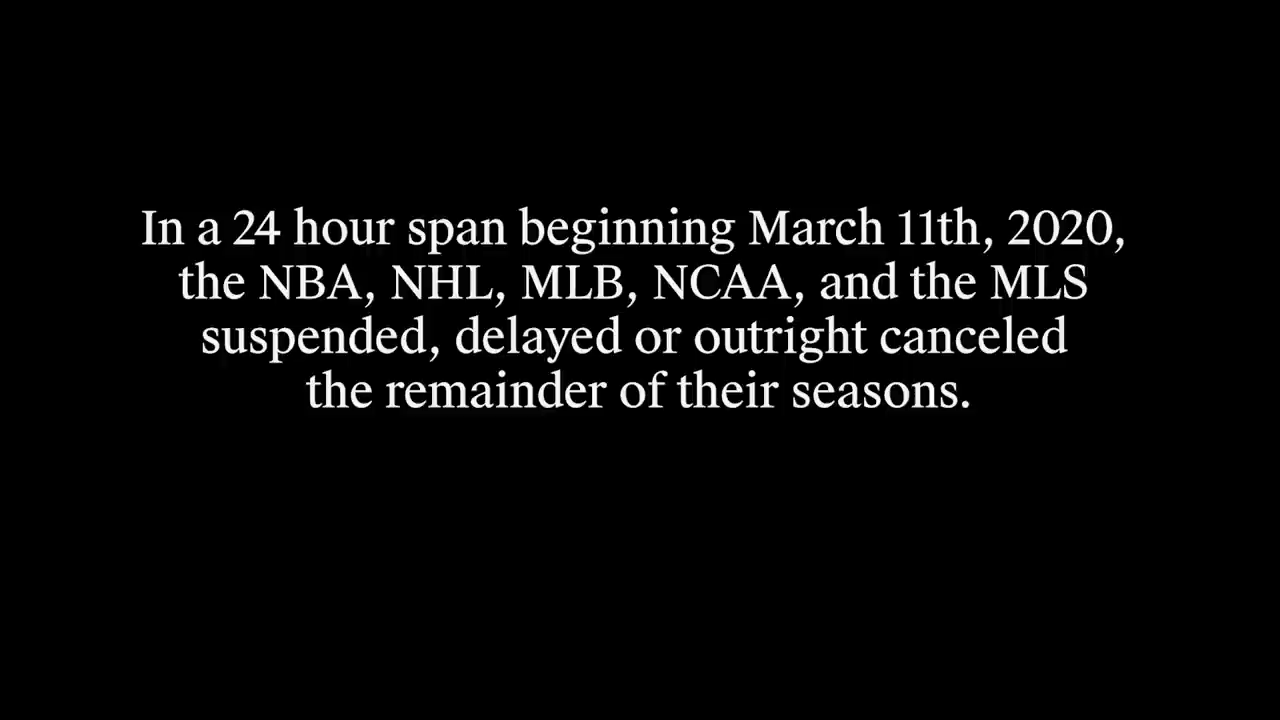 In a 24 hour span beginning March 11th, 2020,
the NBA, NHL, MLB, NCAA, and the MLS
suspended, delayed or outright canceled
the remainder of their seasons.